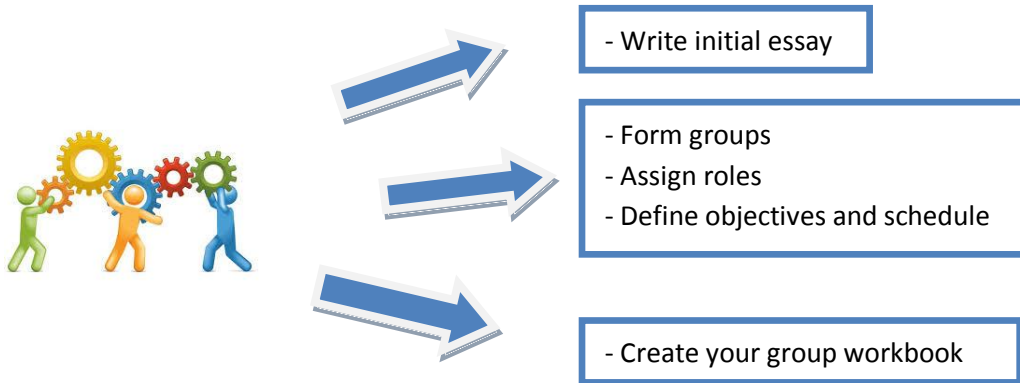 - Write initial essay
- Form groups
- Assign roles
- Define objectives and schedule
- Create your group workbook